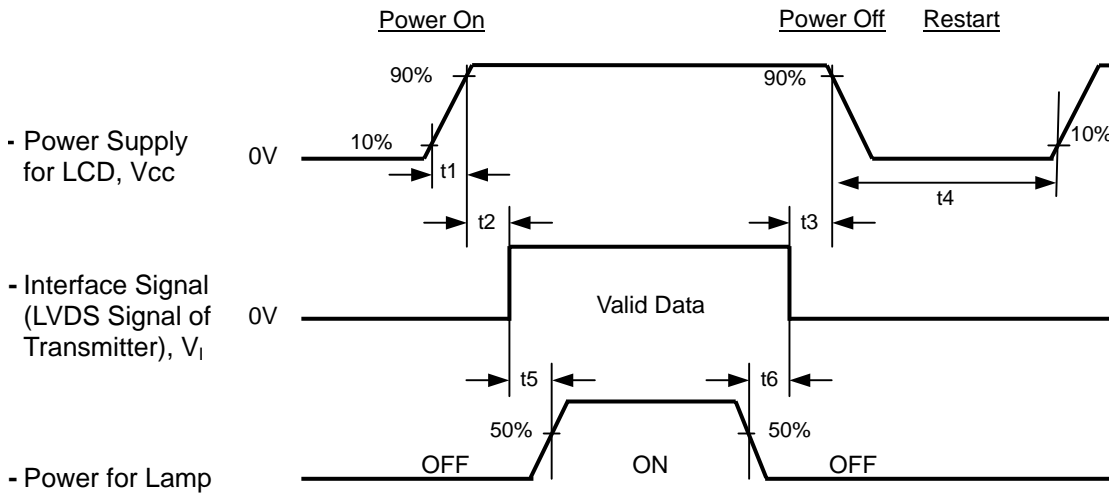 Power On
Power Off
Restart
90%
90%
10%
10%
- Power Supply
for LCD, Vcc
0V
t1
t4
t2
t3
- Interface Signal
(LVDS Signal of
Transmitter), VI
0V
Valid Data
t5
t6
50%
50%
OFF
ON
OFF
- Power for Lamp